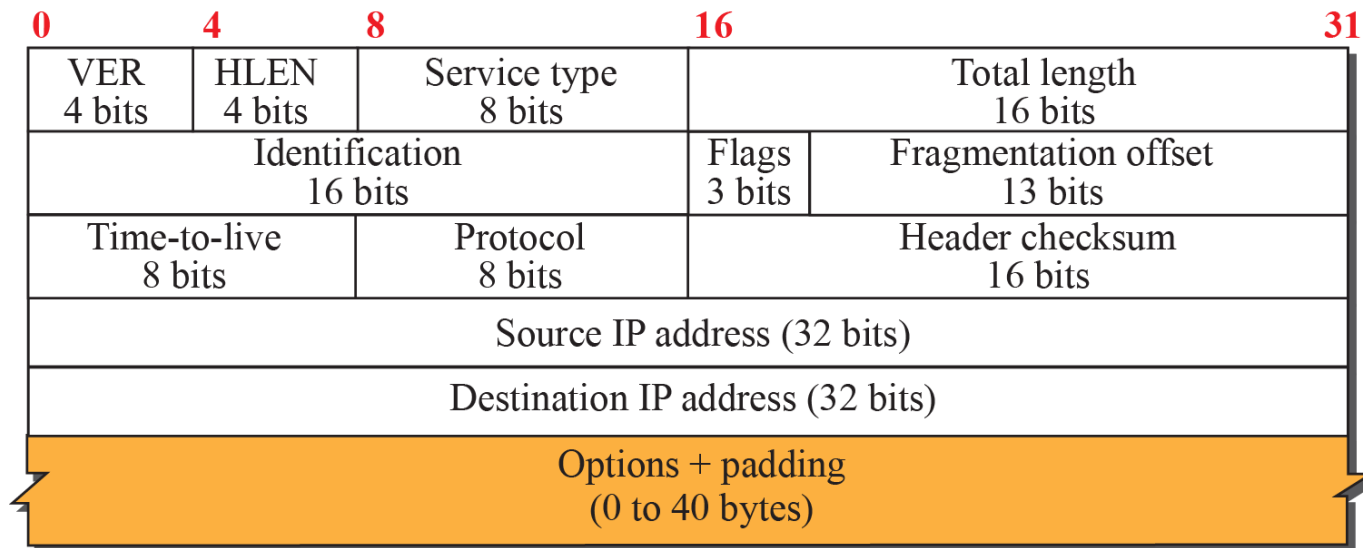 0 4 8 16 31
VER HLEN Service type Total length
4 bits 4 bits 8 bits 16 bits
Identification Flags Fragmentation offset
16 bits 3 bits 13 bits
Time-to-live Protocol Header checksum
8 bits 8 bits 16 bits
Source IP address (32 bits)
Destination IP address (32 bits)
Options + padding
(0 to 40 bytes)